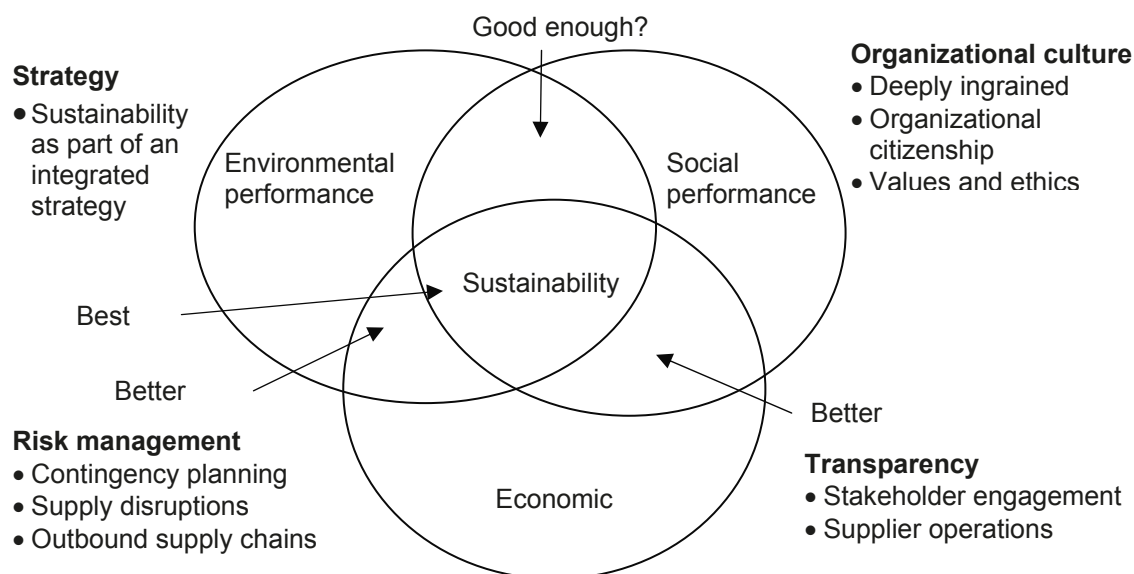 Good enough?
Strategy
• Sustainability
as part of an
integrated
strategy
Organizational culture
• Deeply ingrained
• Organizational
citizenship
• Values and ethics
Environmental
performance
Social
performance
Sustainability
Best
Better
Better
Risk management
• Contingency planning
• Supply disruptions
• Outbound supply chains
Economic
Transparency
• Stakeholder engagement
• Supplier operations